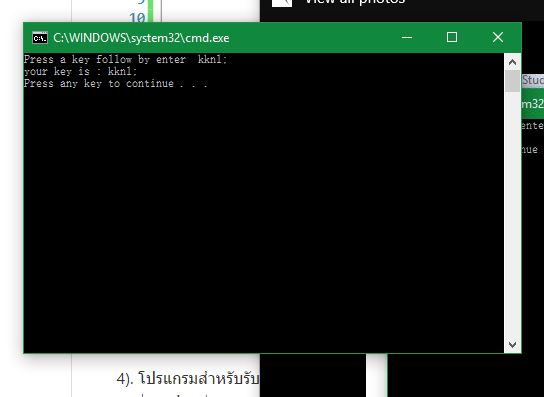 10
View all photos
C:\WINDOWS\system32\cmd.exe
Press a key follow by enter  kknl;
your key is : kknl;
Press any key to continue . . .
Stud
m32
ente
nue
4). โปรแกรมสำหรับรับ